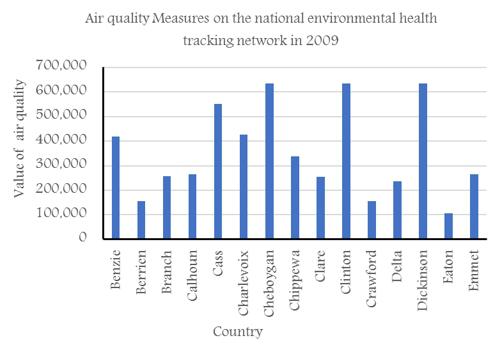 Air quality Measures on the national environmental health
tracking network in 2009
Value of air quality
700,000
600,000
500,000
400,000
300,000
200,000
100,000
0
Benzie
Berrien
Branch
Calhoun
Cass
Charlevoix
Cheboygan
Chippewa
Clare
Clinton
Crawford
Delta
Dickinson
Eaton
Emmet
Country